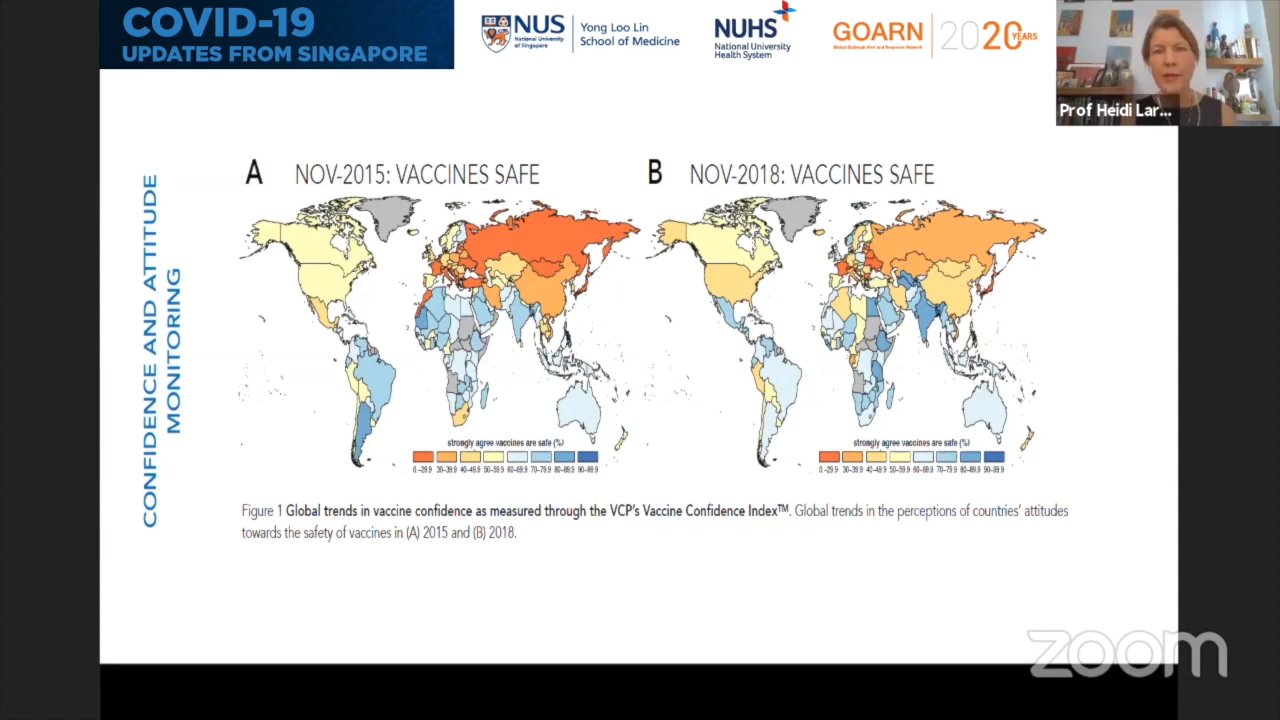 COVID-19
UPDATES FROM SINGAPORE
NUS
National University
of Singapore
Yong Loo Lin
School of Medicine
NUHS
National University
Health System
GOARN
Global Outbreak Alert and Response Network
2020 YEARS
Prof Heidi Lar...
CONFIDENCE AND ATTITUDE
MONITORING
A NOV-2015: VACCINES SAFE
B NOV-2018: VACCINES SAFE
strongly agree vaccines are safe (%)
0 -29.9 30-39.9 40-49.9 50-59.9 60-69.9 70-79.9 80-89.9 90-99.9
strongly agree vaccines are safe (%)
0 -29.9 30-39.9 40-49.9 50-59.9 60-69.9 70-79.9 80-89.9 90-99.9
Figure 1 Global trends in vaccine confidence as measured through the VCP's Vaccine Confidence Index™. Global trends in the perceptions of countries' attitudes
towards the safety of vaccines in (A) 2015 and (B) 2018.
zoom